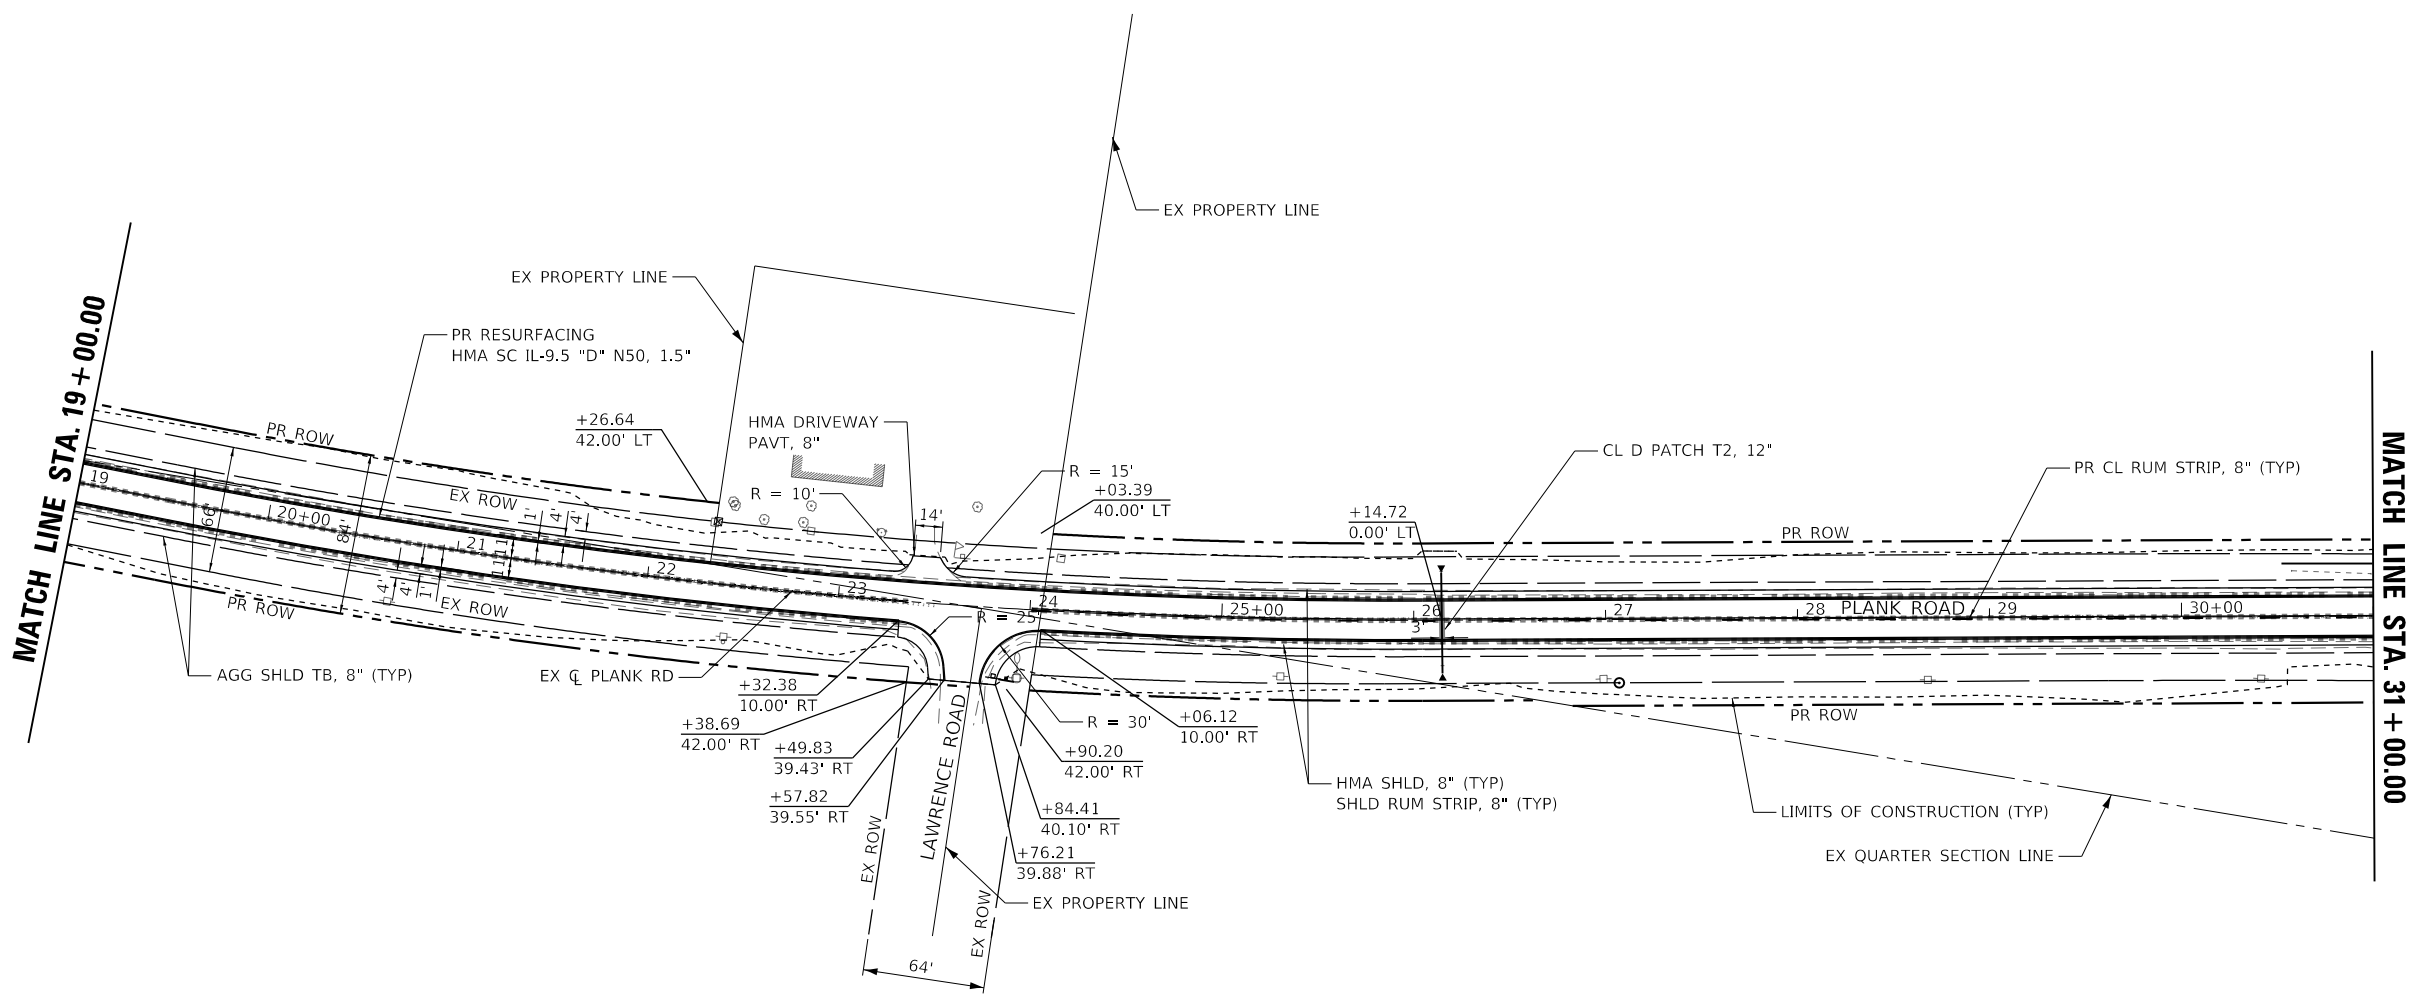 EX PROPERTY LINE
EX PROPERTY LINE
PR RESURFACING
HMA SC IL-9.5 "D" N50, 1.5"
MATCH LINE STA. 19+00.00
PR ROW
+26.64
42.00' LT
HMA DRIVEWAY
PAVT, 8"
R = 10'
R = 15'
+03.39
40.00' LT
14'
CL D PATCH T2, 12"
+14.72
0.00' LT
PR CL RUM STRIP, 8" (TYP)
PR ROW
MATCH LINE STA. 31+00.00
19
20+00
EX ROW
66'
84'
1'
4'
4'
21
11'
11'
22
23
24
25+00
26
27
28
PLANK ROAD
29
30+00
3'
4'
4'
1'
EX ROW
PR ROW
R = 25'
AGG SHLD TB, 8" (TYP)
EX CL PLANK RD
+32.38
10.00' RT
+38.69
42.00' RT
+49.83
39.43' RT
+57.82
39.55' RT
LAWRENCE ROAD
R = 30'
+06.12
10.00' RT
+90.20
42.00' RT
+84.41
40.10' RT
+76.21
39.88' RT
PR ROW
HMA SHLD, 8" (TYP)
SHLD RUM STRIP, 8" (TYP)
LIMITS OF CONSTRUCTION (TYP)
EX QUARTER SECTION LINE
EX ROW
EX PROPERTY LINE
EX ROW
64'